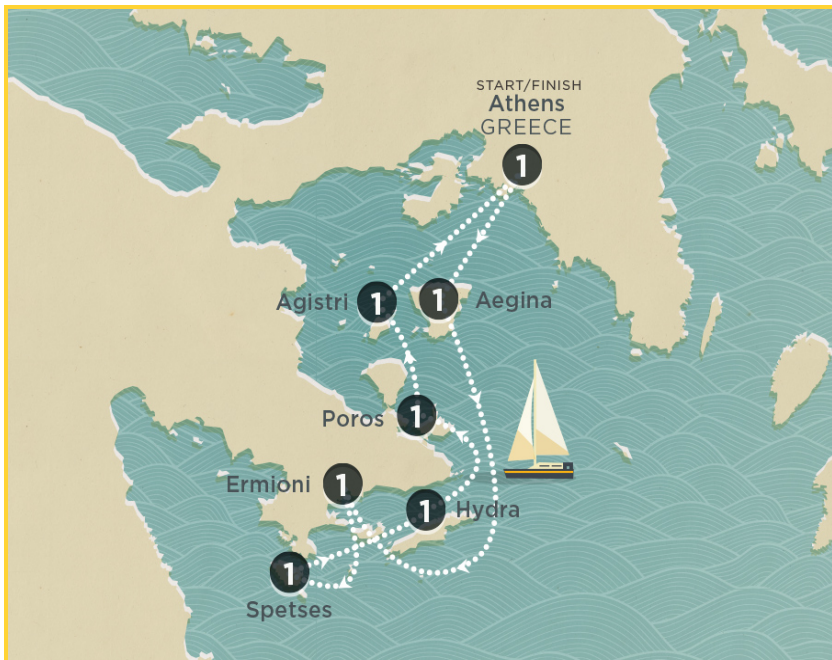 START/FINISH
Athens
GREECE
1
Agistri 1
1 Aegina
Poros 1
Ermioni 1
1 Hydra
1
Spetses